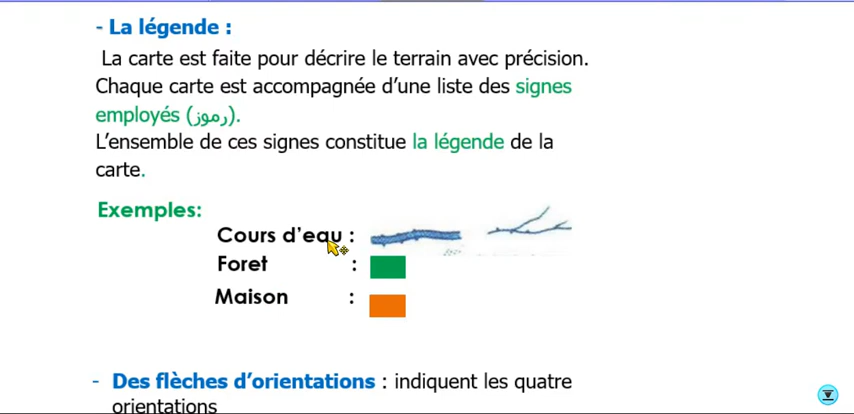 - La légende :
La carte est faite pour décrire le terrain avec précision.
Chaque carte est accompagnée d'une liste des signes
employés (رموز).
L'ensemble de ces signes constitue la légende de la
carte.
Exemples:
Cours d'eau :
Foret :
Maison :
- Des flèches d'orientations : indiquent les quatre
orientations